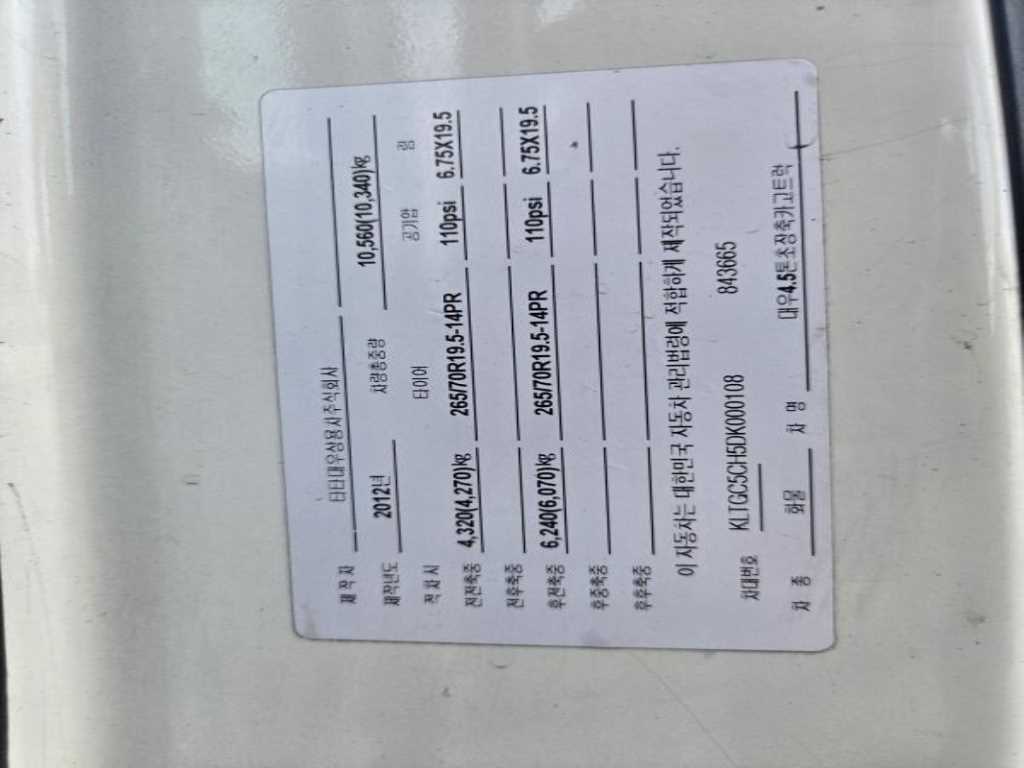 제 작 자 타타대우상용차주식회사
제작년도 2012년 차량총중량 10,560(10,340)kg
적차시 타이어 공기압 림
전전축중 4,320(4,270)kg 265/70R19.5-14PR 110psi 6.75X19.5
전후축중
후전축중 6,240(6,070)kg 265/70R19.5-14PR 110psi 6.75X19.5
후중축중
후후축중
이 자동차는 대한민국 자동차 관리법령에 적합하게 제작되었습니다.
차대번호 KLTGC5CH5DK000108 843665
차 종 화물 차 명 대우4.5톤초장축카고트럭